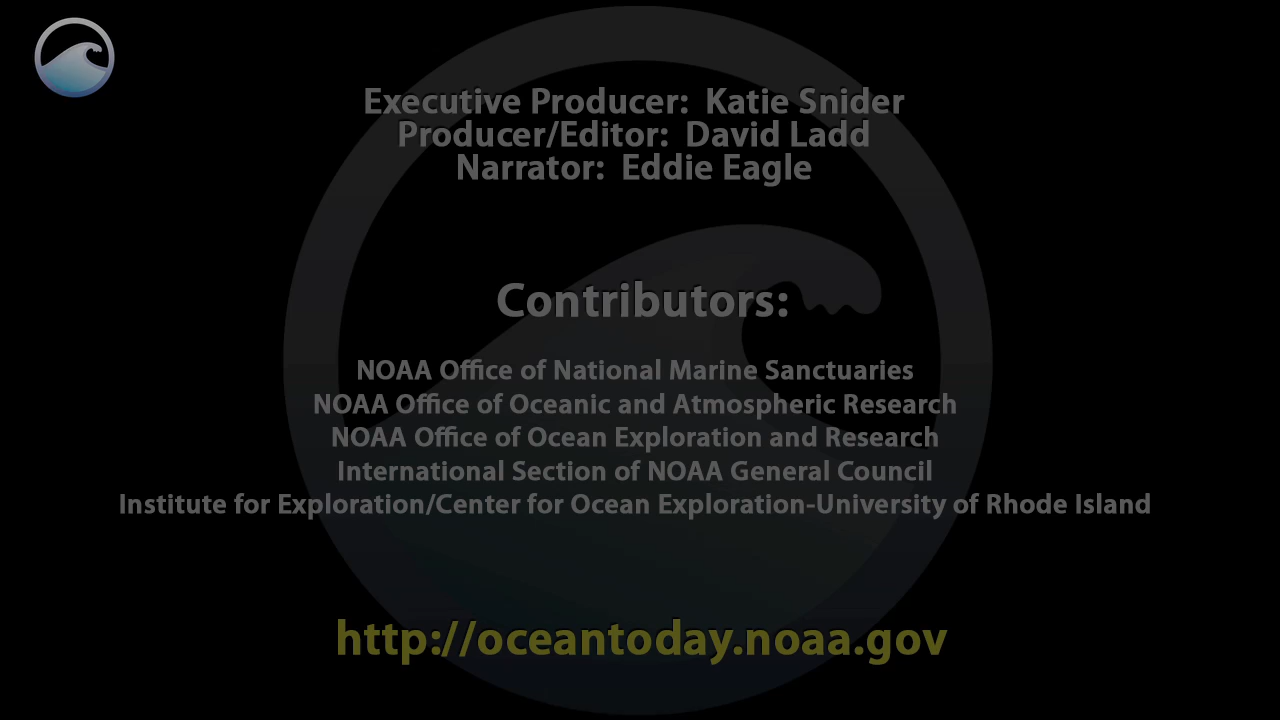 Executive Producer: Katie Snider
Producer/Editor: David Ladd
Narrator: Eddie Eagle
Contributors:
NOAA Office of National Marine Sanctuaries
NOAA Office of Oceanic and Atmospheric Research
NOAA Office of Ocean Exploration and Research
International Section of NOAA General Council
Institute for Exploration/Center for Ocean Exploration-University of Rhode Island
http://oceantoday.noaa.gov